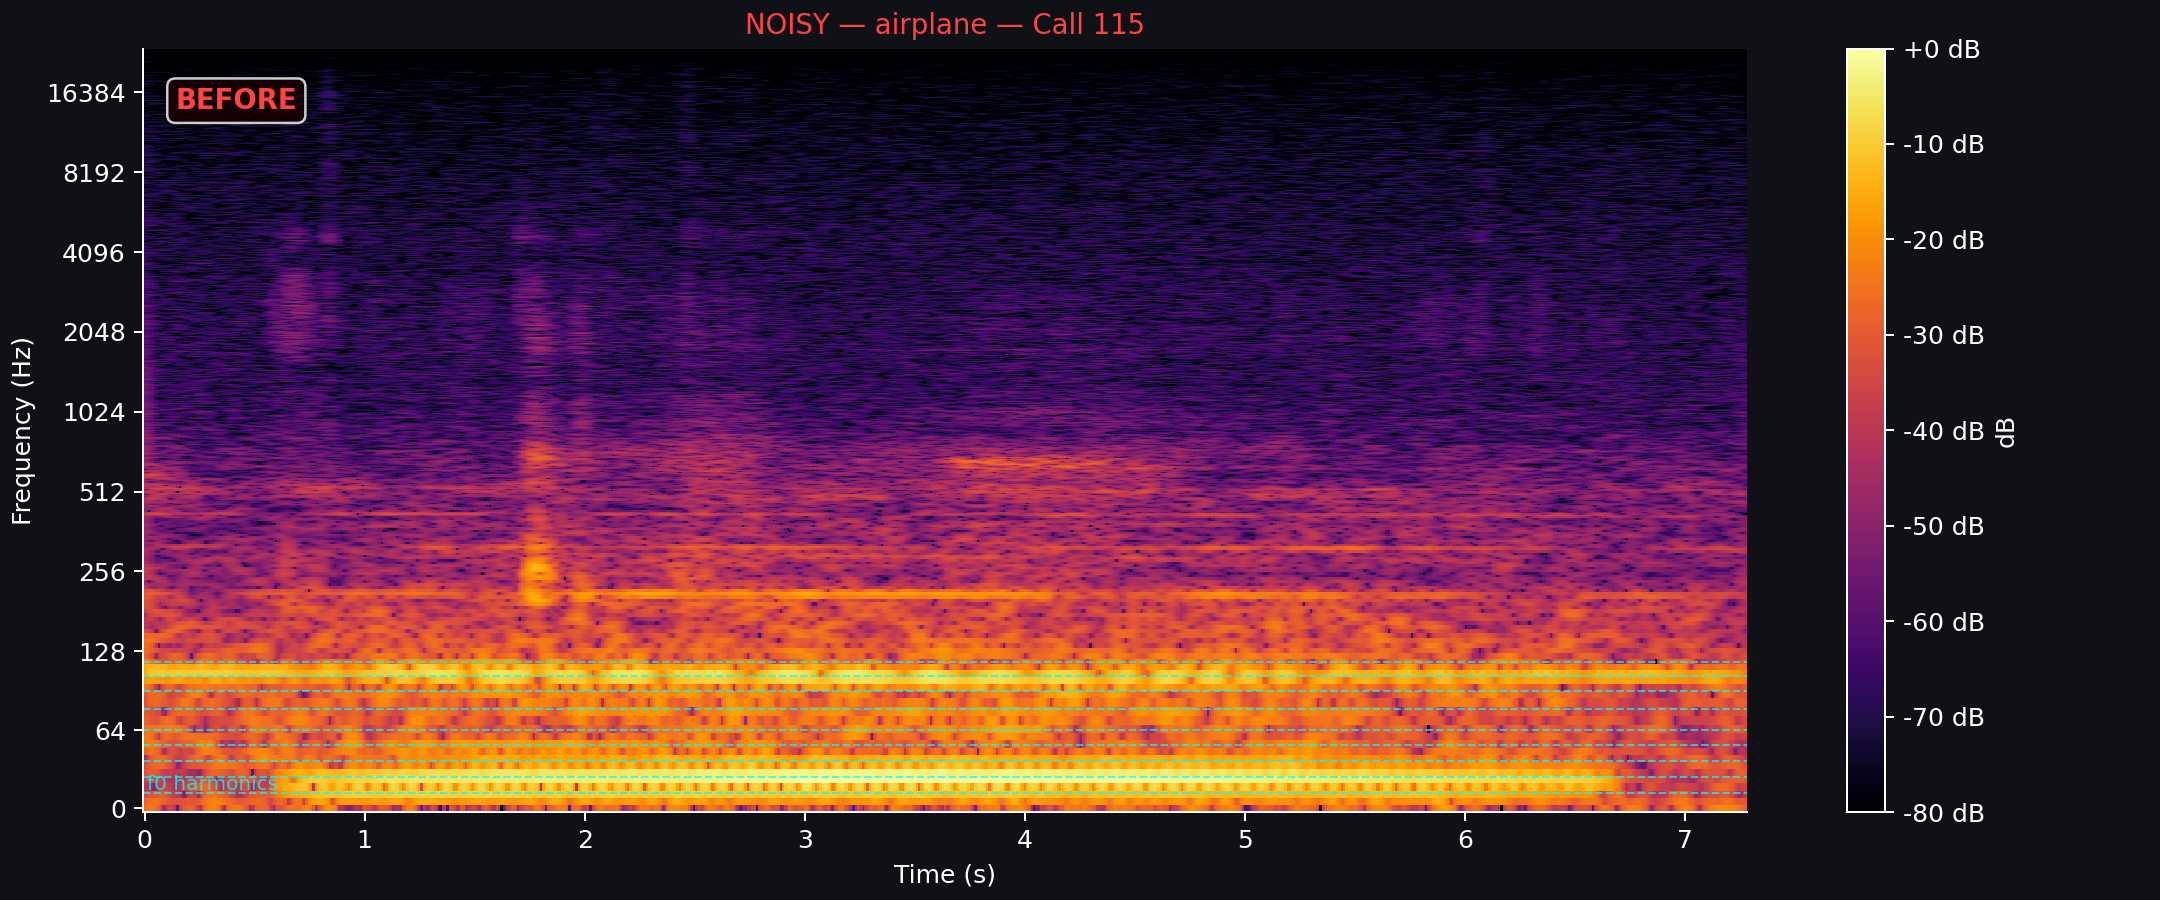 NOISY — airplane — Call 115
BEFORE
16384
8192
4096
2048
1024
512
256
128
64
0
Frequency (Hz)
f0 harmonics
0 1 2 3 4 5 6 7
Time (s)
+0 dB
-10 dB
-20 dB
-30 dB
-40 dB
-50 dB
-60 dB
-70 dB
-80 dB
dB